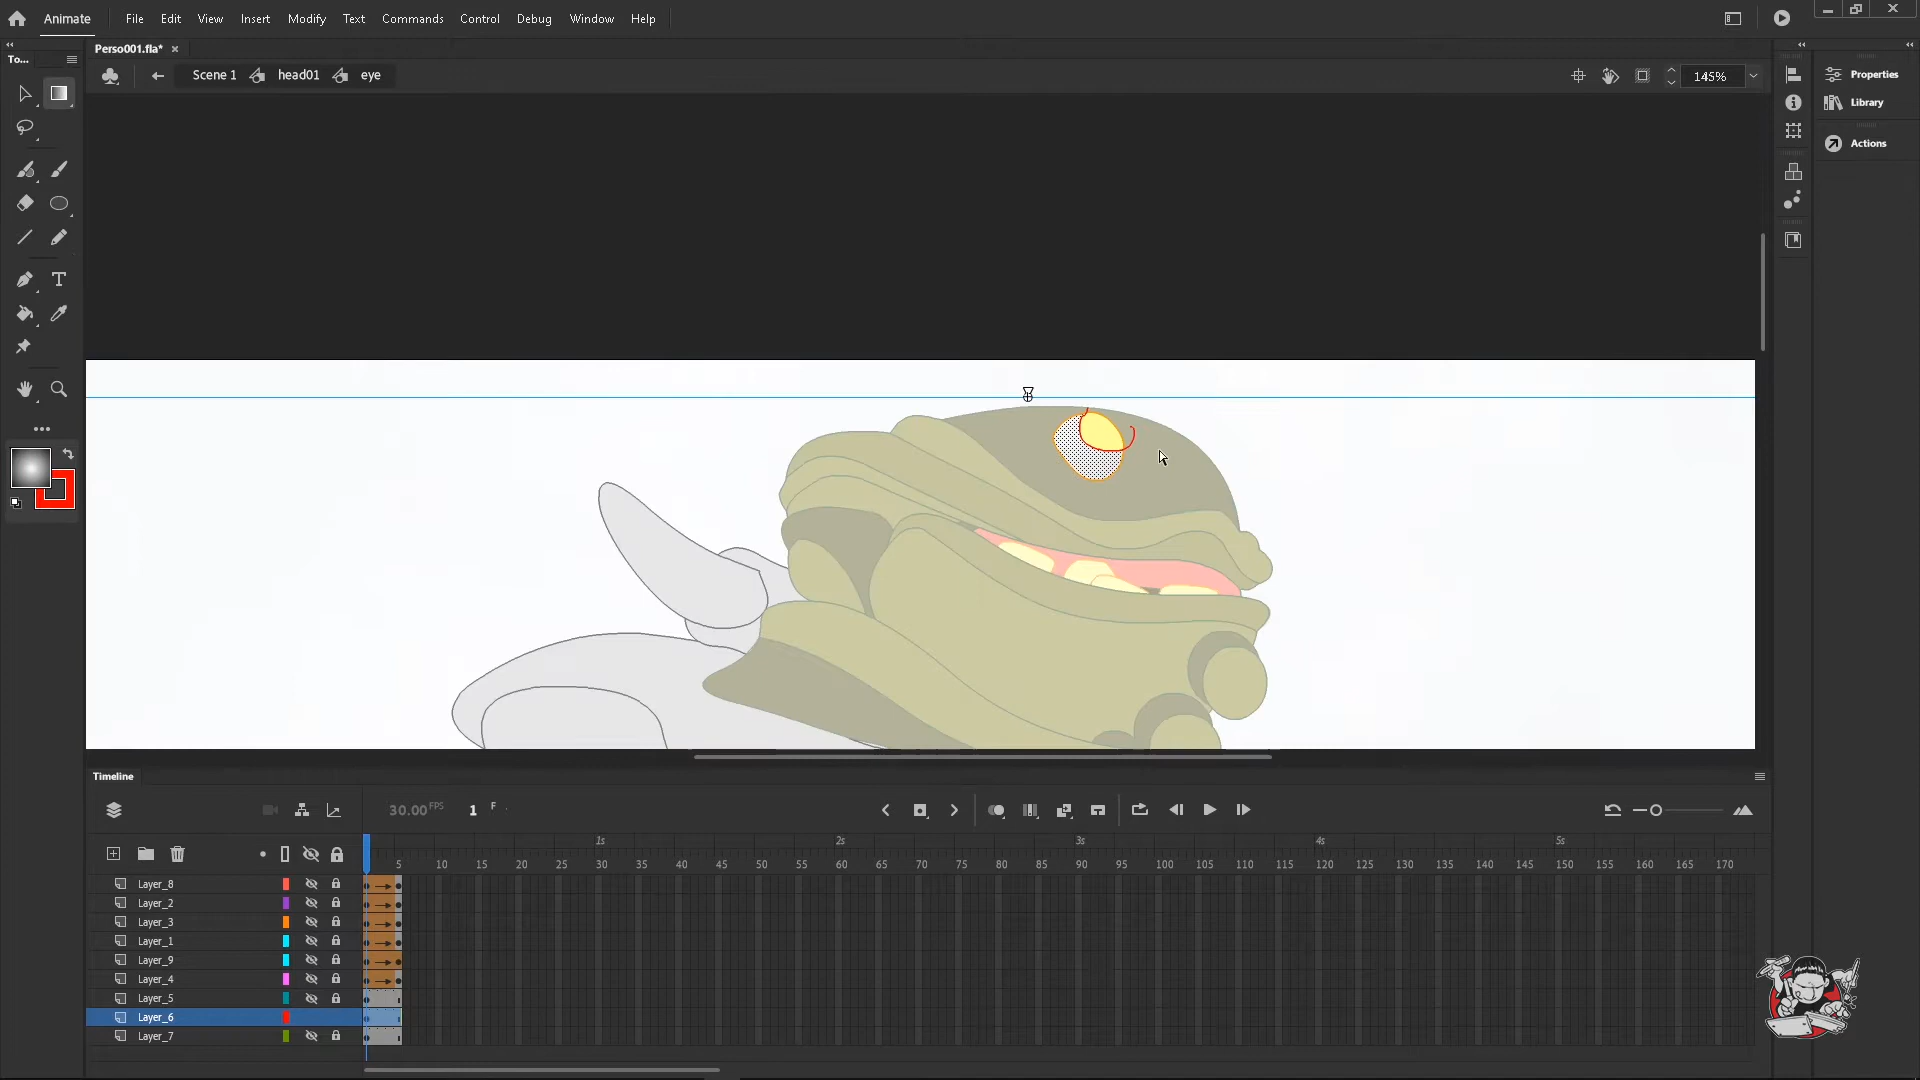 Animate File Edit View Insert Modify Text Commands Control Debug Window Help
Perso001.fla*
To...
Scene 1 head01 eye 145%
Properties
Library
Actions
T
Timeline
30.00 FPS 1 F
1s 2s 3s 4s 5s
5 10 15 20 25 30 35 40 45 50 55 60 65 70 75 80 85 90 95 100 105 110 115 120 125 130 135 140 145 150 155 160 165 170
Layer_8
Layer_2
Layer_3
Layer_1
Layer_9
Layer_4
Layer_5
Layer_6
Layer_7